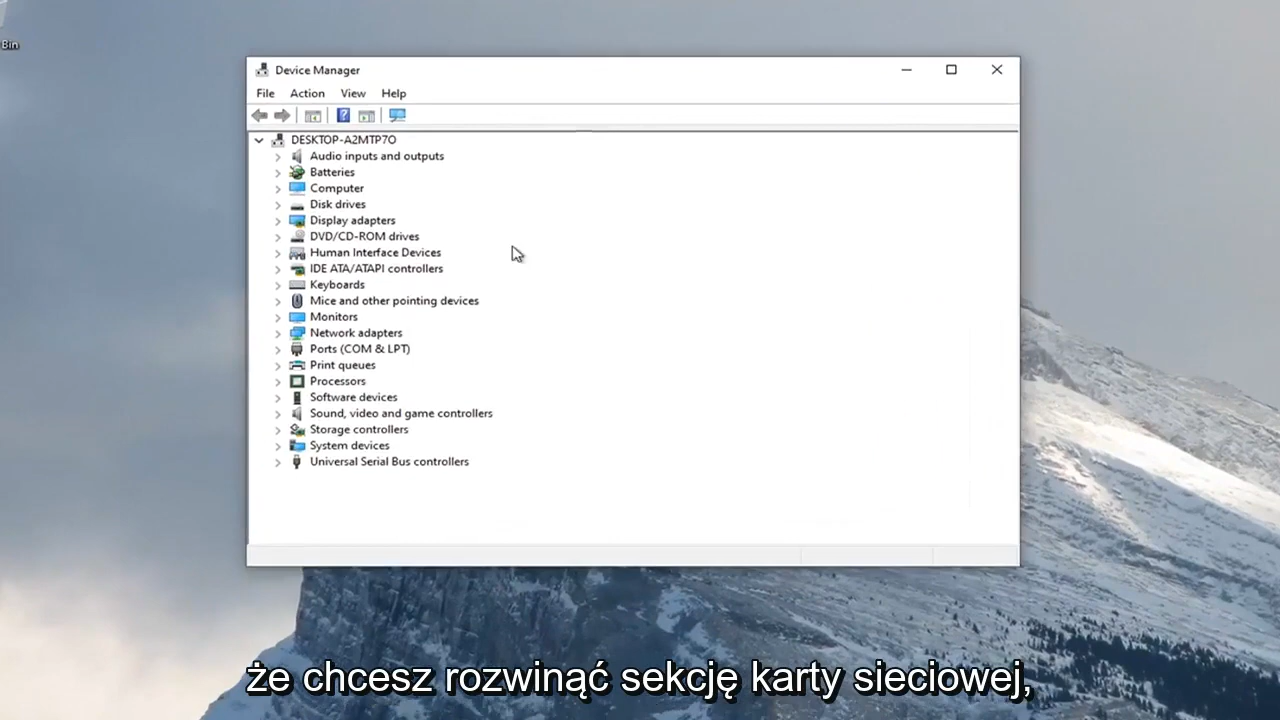 Bin
Device Manager
File Action View Help
DESKTOP-A2MTP7O
Audio inputs and outputs
Batteries
Computer
Disk drives
Display adapters
DVD/CD-ROM drives
Human Interface Devices
IDE ATA/ATAPI controllers
Keyboards
Mice and other pointing devices
Monitors
Network adapters
Ports (COM & LPT)
Print queues
Processors
Software devices
Sound, video and game controllers
Storage controllers
System devices
Universal Serial Bus controllers
że chcesz rozwinąć sekcję karty sieciowej,